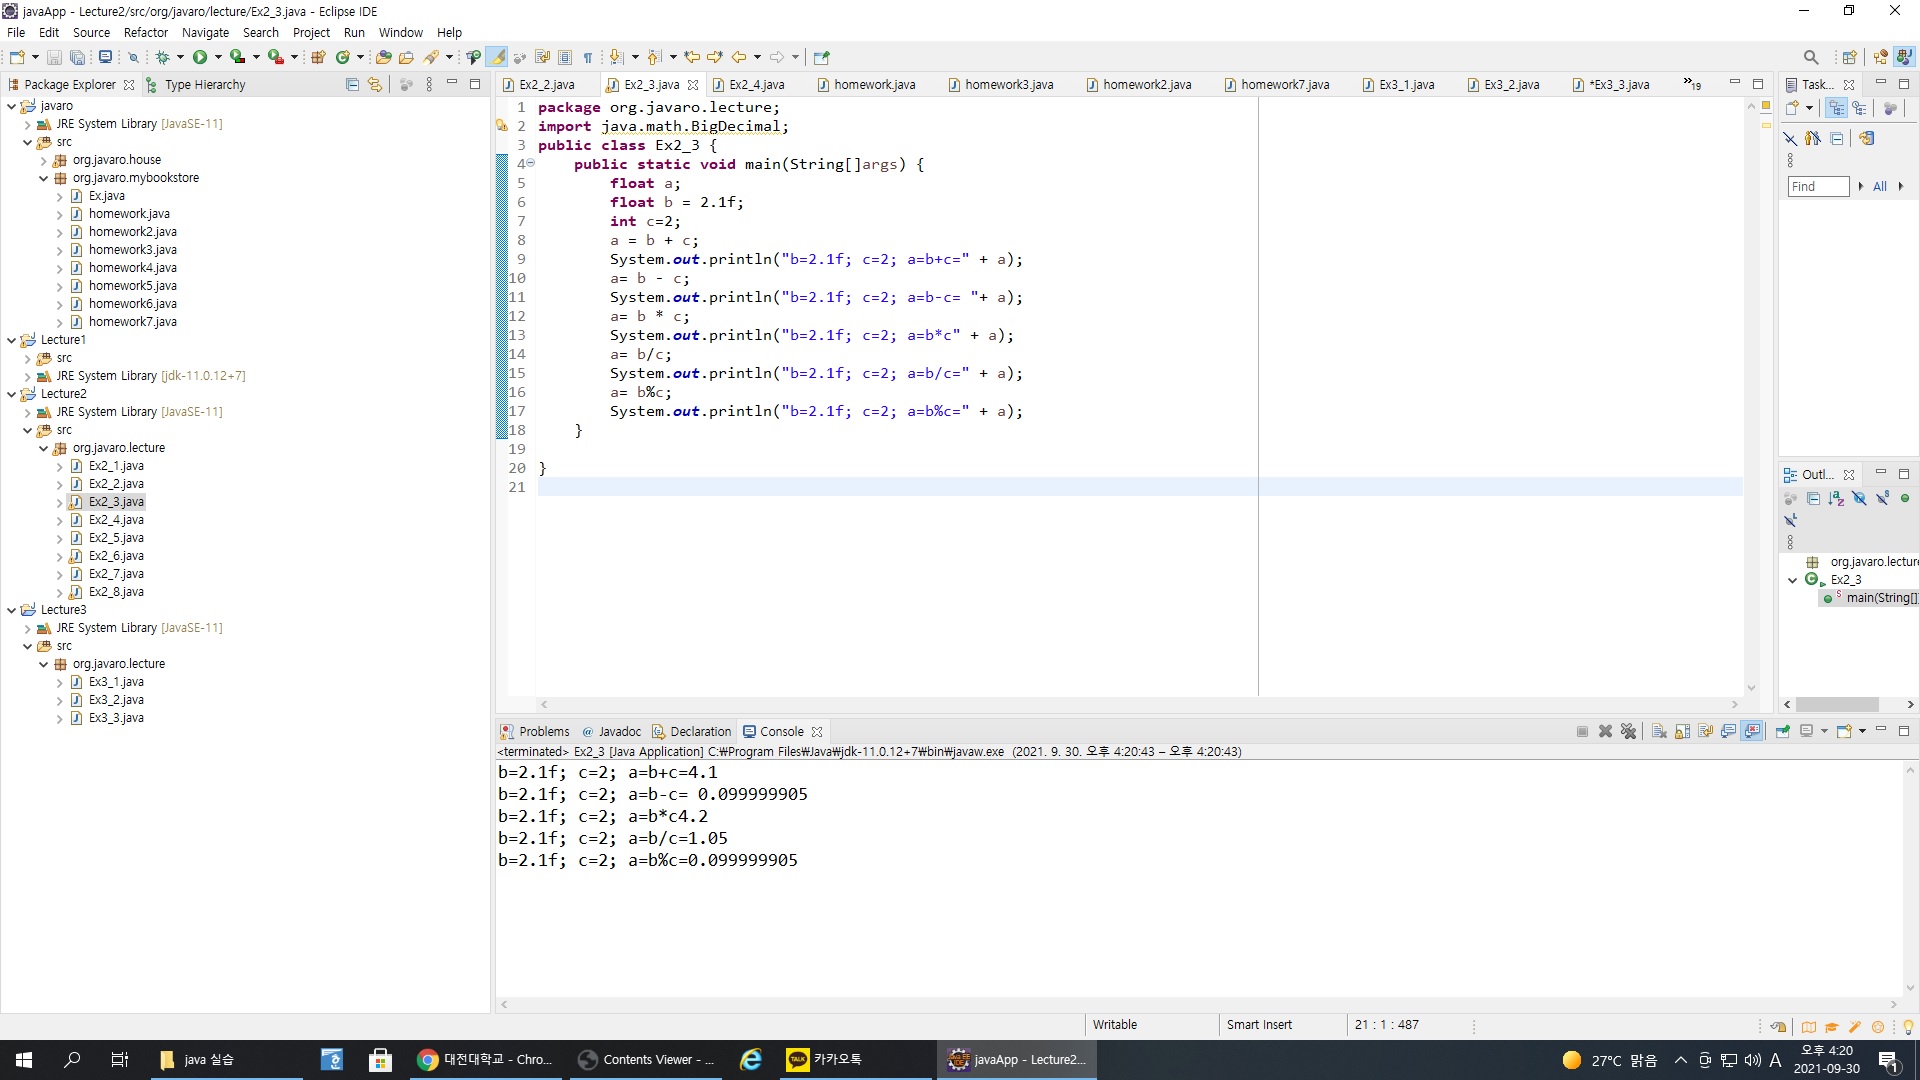 javaApp - Lecture2/src/org/javaro/lecture/Ex2_3.java - Eclipse IDE
File Edit Source Refactor Navigate Search Project Run Window Help
Package Explorer Type Hierarchy
javaro
JRE System Library [JavaSE-11]
src
org.javaro.house
org.javaro.mybookstore
Ex.java
homework.java
homework2.java
homework3.java
homework4.java
homework5.java
homework6.java
homework7.java
Lecture1
src
JRE System Library [jdk-11.0.12+7]
Lecture2
JRE System Library [JavaSE-11]
src
org.javaro.lecture
Ex2_1.java
Ex2_2.java
Ex2_3.java
Ex2_4.java
Ex2_5.java
Ex2_6.java
Ex2_7.java
Ex2_8.java
Lecture3
JRE System Library [JavaSE-11]
src
org.javaro.lecture
Ex3_1.java
Ex3_2.java
Ex3_3.java
Ex2_2.java Ex2_3.java Ex2_4.java homework.java homework3.java homework2.java homework7.java Ex3_1.java Ex3_2.java *Ex3_3.java »19
1 package org.javaro.lecture;
2 import java.math.BigDecimal;
3 public class Ex2_3 {
4 public static void main(String[]args) {
5 float a;
6 float b = 2.1f;
7 int c=2;
8 a = b + c;
9 System.out.println("b=2.1f; c=2; a=b+c=" + a);
10 a= b - c;
11 System.out.println("b=2.1f; c=2; a=b-c= "+ a);
12 a= b * c;
13 System.out.println("b=2.1f; c=2; a=b*c" + a);
14 a= b/c;
15 System.out.println("b=2.1f; c=2; a=b/c=" + a);
16 a= b%c;
17 System.out.println("b=2.1f; c=2; a=b%c=" + a);
18 }
19
20 }
21
Task...
Find All
Outl...
org.javaro.lecture
Ex2_3
main(String[]
Problems Javadoc Declaration Console
<terminated> Ex2_3 [Java Application] C:₩Program Files₩Java₩jdk-11.0.12+7₩bin₩javaw.exe (2021. 9. 30. 오후 4:20:43 – 오후 4:20:43)
b=2.1f; c=2; a=b+c=4.1
b=2.1f; c=2; a=b-c= 0.099999905
b=2.1f; c=2; a=b*c4.2
b=2.1f; c=2; a=b/c=1.05
b=2.1f; c=2; a=b%c=0.099999905
Writable Smart Insert 21 : 1 : 487
java 실습 대전대학교 - Chro... Contents Viewer - ... TALK 카카오톡 javaApp - Lecture2... 27°C 맑음 A 오후 4:20
2021-09-30
1